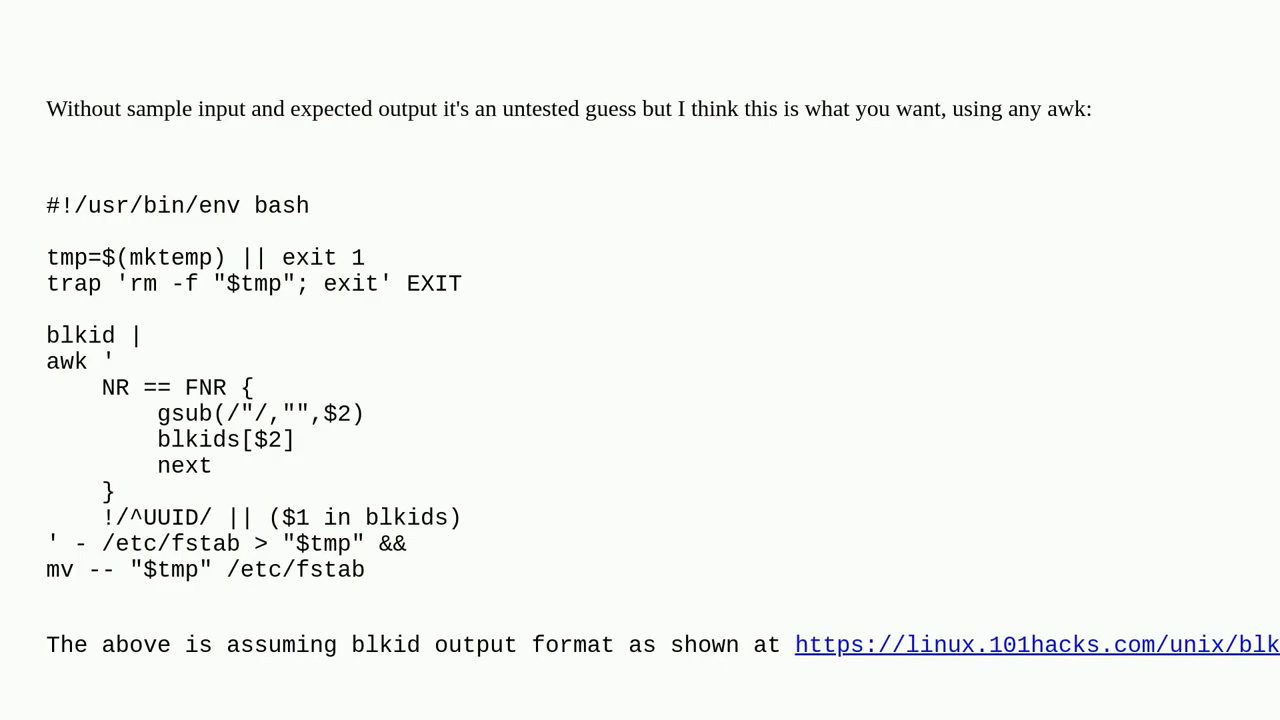 Without sample input and expected output it's an untested guess but I think this is what you want, using any awk:
#!/usr/bin/env bash
tmp=$(mktemp) || exit 1
trap 'rm -f "$tmp"; exit' EXIT
blkid |
awk '
    NR == FNR {
        gsub(/"/,"",$2)
        blkids[$2]
        next
    }
    !/^UUID/ || ($1 in blkids)
' - /etc/fstab > "$tmp" &&
mv -- "$tmp" /etc/fstab
The above is assuming blkid output format as shown at https://linux.101hacks.com/unix/blk